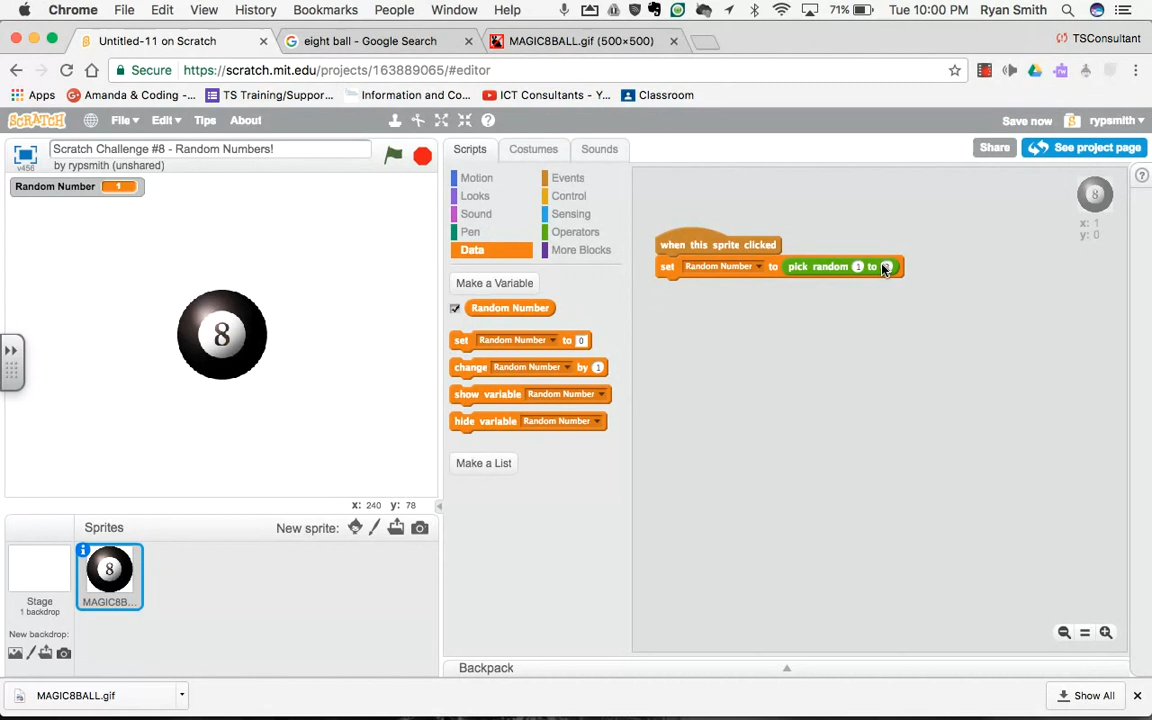 Chrome File Edit View History Bookmarks People Window Help 71% Tue 10:00 PM Ryan Smith
Untitled-11 on Scratch eight ball - Google Search MAGIC8BALL.gif (500×500) TSConsultant
Secure https://scratch.mit.edu/projects/163889065/#editor
Apps Amanda & Coding -... TS Training/Suppor... Information and Co... ICT Consultants - Y... Classroom
SCRATCH File Edit Tips About Save now rypsmith
Scratch Challenge #8 - Random Numbers!
by rypsmith (unshared)
v456
Scripts Costumes Sounds Share See project page
Random Number 1
Motion Events
Looks Control
Sound Sensing
Pen Operators
Data More Blocks
8
x: 1
y: 0
when this sprite clicked
set Random Number to pick random 1 to
Make a Variable
Random Number
set Random Number to 0
change Random Number by 1
show variable Random Number
hide variable Random Number
Make a List
8
x: 240 y: 78
Sprites New sprite:
8
MAGIC8B...
Stage
1 backdrop
New backdrop:
Backpack
MAGIC8BALL.gif Show All